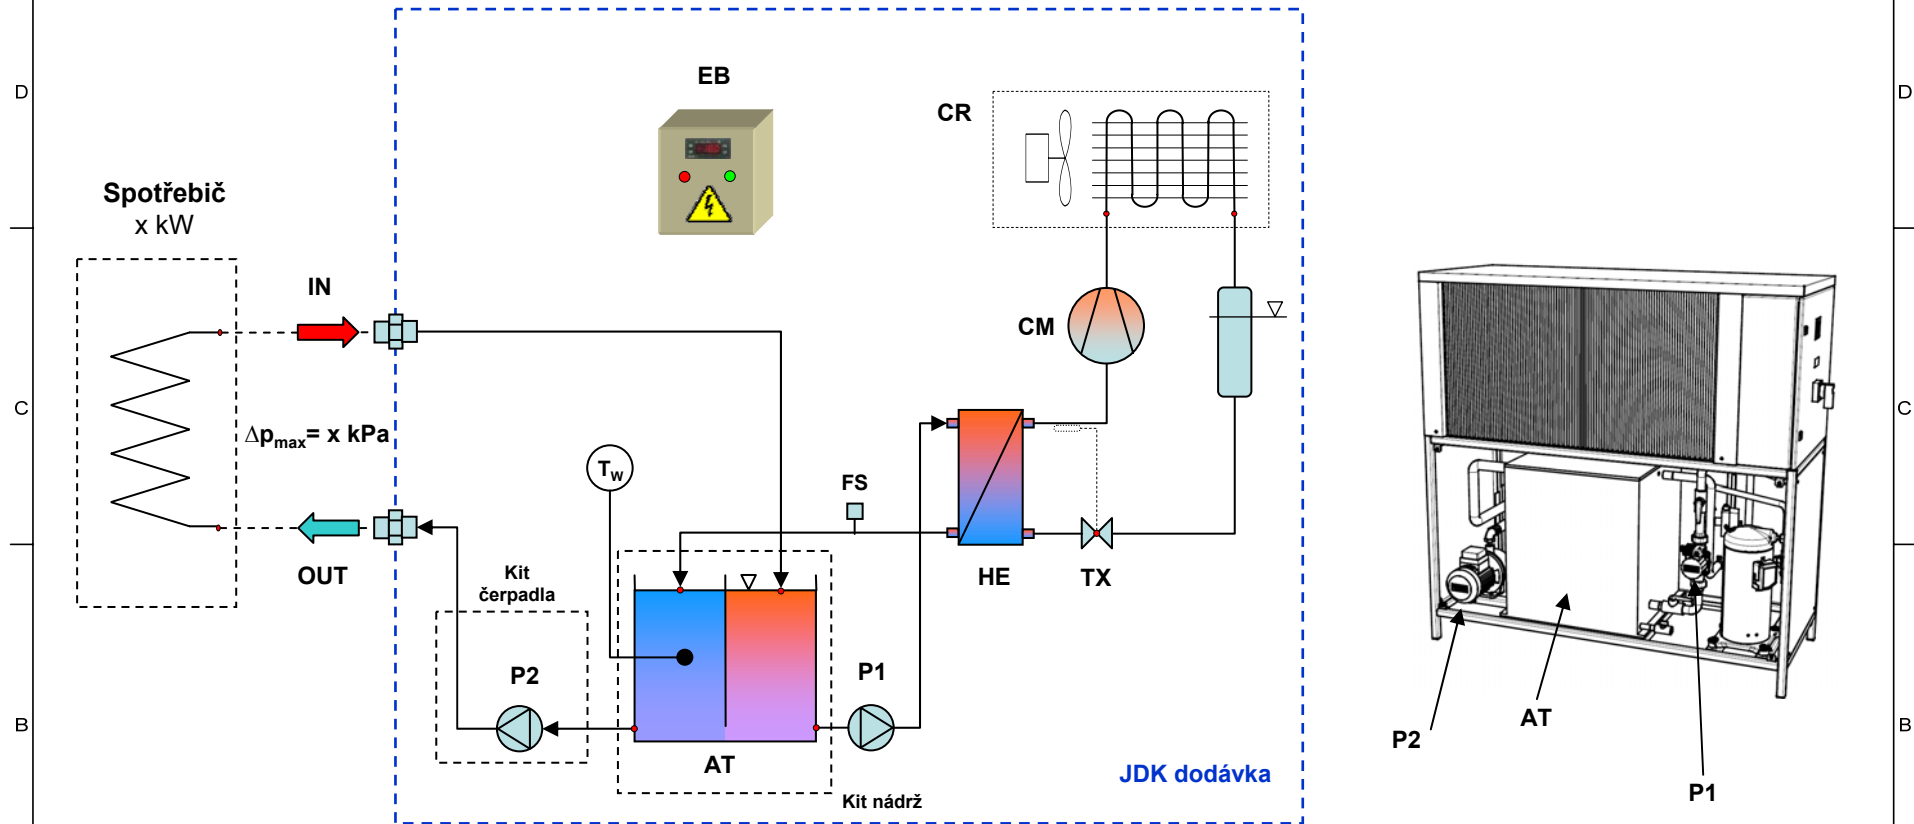 D
D
EB
CR
Spotřebič
x kW
IN
CM
C
C
Δpmax= x kPa
TW
FS
OUT
Kit
čerpadla
HE
TX
P2
P1
B
B
AT
JDK dodávka
Kit nádrž
AT
P2
P1